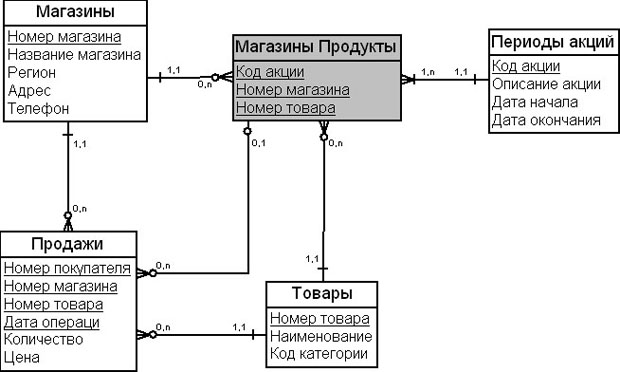 Магазины
Номер магазина
Название магазина
Регион
Адрес
Телефон
1,1
0,n
Магазины Продукты
Код акции
Номер магазина
Номер товара
1,n
1,1
Периоды акций
Код акции
Описание акции
Дата начала
Дата окончания
1,1
0,1
0,n
0,n
Продажи
Номер покупателя
Номер магазина
Номер товара
Дата операци
Количество
Цена
0,n
0,n
1,1
1,1
Товары
Номер товара
Наименование
Код категории